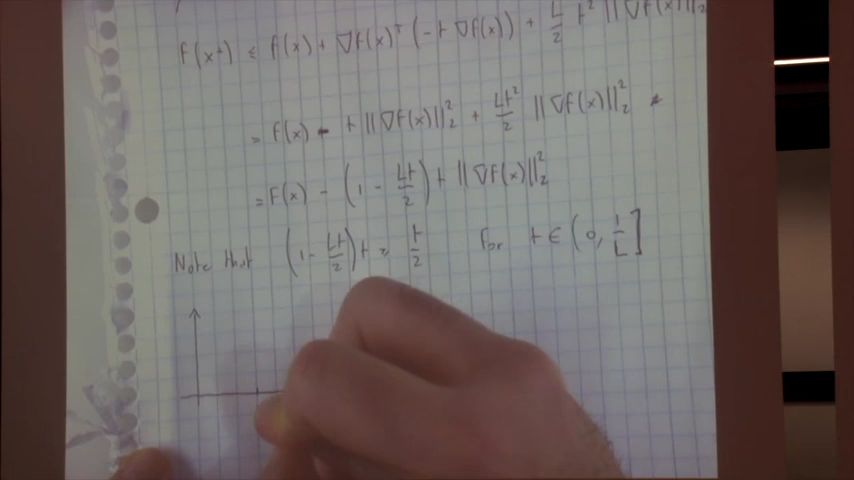 f(x⁺) ≤ f(x) + ∇f(x)ᵀ (-t ∇f(x)) + L/2 t² ||∇f(x)||₂
= f(x) - t ||∇f(x)||₂² + Lt²/2 ||∇f(x)||₂²
= f(x) - (1 - Lt/2) t ||∇f(x)||₂²
Note that (1 - Lt/2) t ≥ t/2 for t ∈ (0, 1/L]